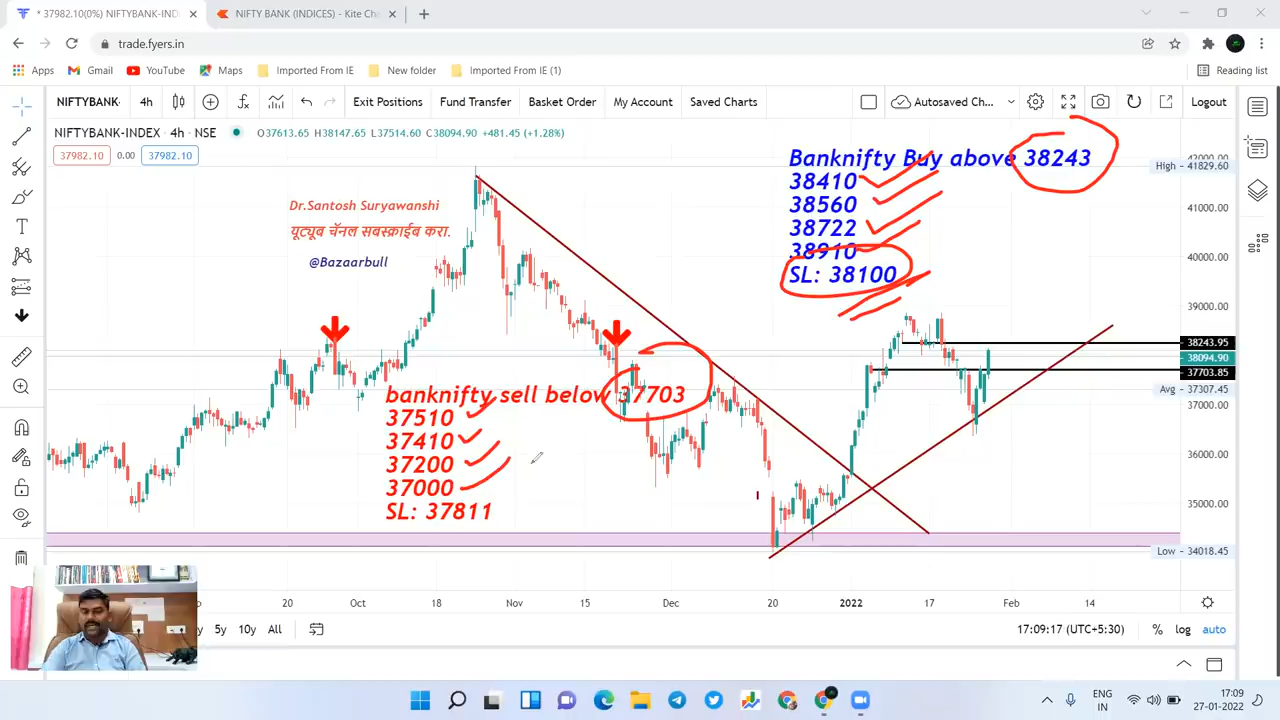 * 37982.10(0%) NIFTYBANK-INDE
NIFTY BANK (INDICES) - Kite Cha
trade.fyers.in
Apps Gmail YouTube Maps Imported From IE New folder Imported From IE (1) Reading list
NIFTYBANK- 4h Exit Positions Fund Transfer Basket Order My Account Saved Charts Autosaved Ch... Logout
NIFTYBANK-INDEX · 4h · NSE O37613.65 H38147.65 L37514.60 C38094.90 +481.45 (+1.28%)
37982.10 0.00 37982.10
Banknifty Buy above 38243
38410
38560
38722
38910
SL: 38100
Dr.Santosh Suryawanshi
यूट्यूब चॅनल सबस्क्राईब करा.
@Bazaarbull
banknifty sell below 37703
37510
37410
37200
37000
SL: 37811
42000.00
High 41829.60
41000.00
40000.00
39000.00
38243.95
38094.90
37703.85
Avg 37307.45
37000.00
36000.00
35000.00
Low 34018.45
20 Oct 18 Nov 15 Dec 20 2022 17 Feb 14
5y 10y All 17:09:17 (UTC+5:30) % log auto
ENG
IN
17:09
27-01-2022